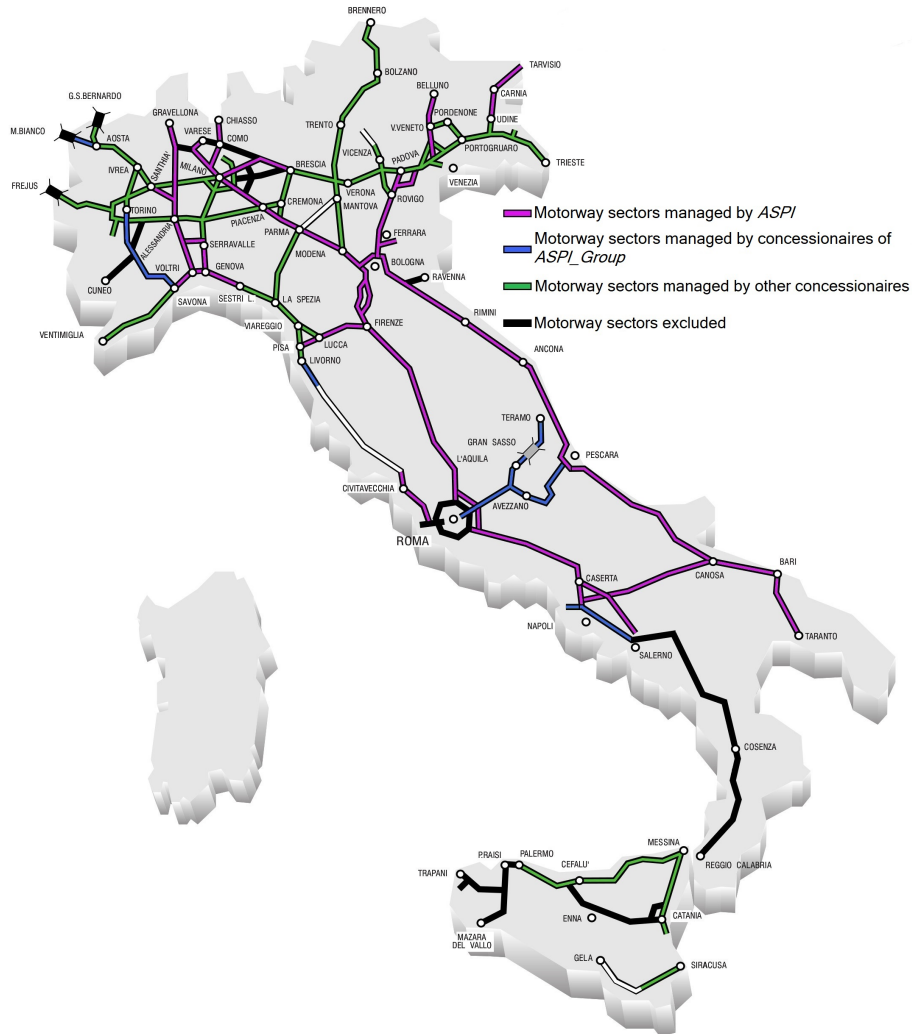 BRENNERO
TARVISIO
BOLZANO
BELLUNO
CARNIA
G.S.BERNARDO
GRAVELLONA
CHIASSO
PORDENONE
UDINE
M.BIANCO
AOSTA
VARESE
COMO
TRENTO
V.VENETO
VICENZA
PADOVA
PORTOGRUARO
TRIESTE
IVREA
SANTHIA'
MILANO
BRESCIA
VENEZIA
FREJUS
VERONA
TORINO
CREMONA
MANTOVA
ROVIGO
PIACENZA
Motorway sectors managed by ASPI
PARMA
FERRARA
ALESSANDRIA
SERRAVALLE
MODENA
Motorway sectors managed by concessionaires of
ASPI_Group
BOLOGNA
VOLTRI
GENOVA
RAVENNA
CUNEO
Motorway sectors managed by other concessionaires
SAVONA
SESTRI L.
LA SPEZIA
RIMINI
Motorway sectors excluded
VENTIMIGLIA
VIAREGGIO
FIRENZE
PISA
LUCCA
ANCONA
LIVORNO
TERAMO
GRAN SASSO
L'AQUILA
PESCARA
CIVITAVECCHIA
AVEZZANO
ROMA
BARI
CASERTA
CANOSA
NAPOLI
TARANTO
SALERNO
COSENZA
MESSINA
P.RAISI
PALERMO
CEFALU'
REGGIO CALABRIA
TRAPANI
ENNA
CATANIA
MAZARA
DEL VALLO
GELA
SIRACUSA